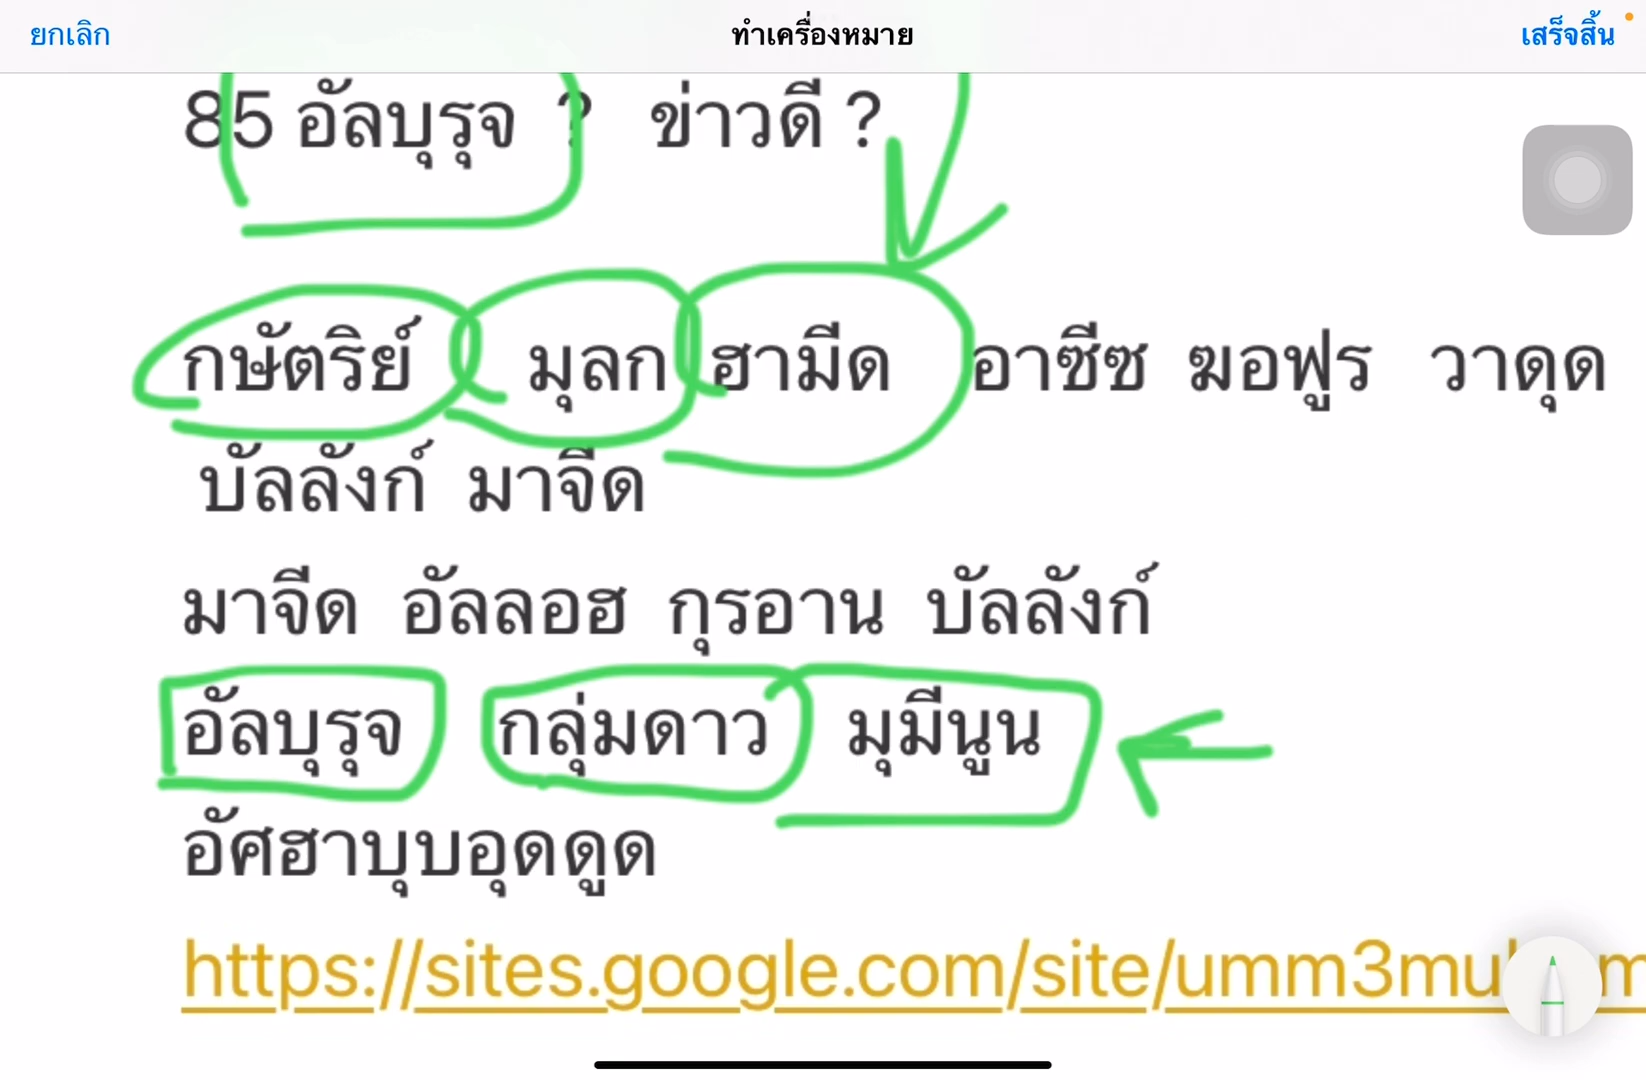 ยกเลิก ทำเครื่องหมาย เสร็จสิ้น
85 อัลบุรุจ ? ข่าวดี ?
กษัตริย์ มุลก ฮามีด อาซีซ ฆอฟูร วาดุด
บัลลังก์ มาจีด
มาจีด อัลลอฮ กุรอาน บัลลังก์
อัลบุรุจ กลุ่มดาว มุมีนูน
อัศฮาบุบอุดดูด
https://sites.google.com/site/umm3mu